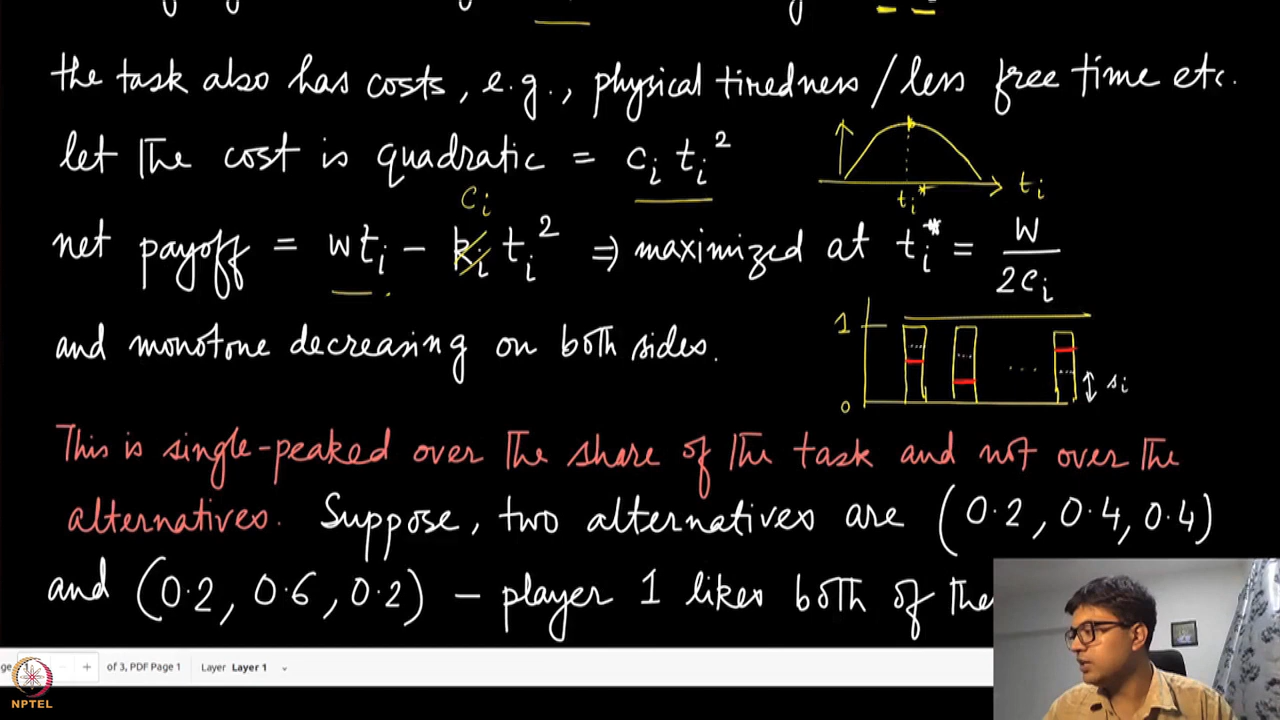 the task also has costs, e.g., physical tiredness / less free time etc.
let the cost is quadratic = c_i t_i^2
t_i^*
t_i
c_i
net payoff = wt_i - k_i t_i^2 ⇒ maximized at t_i^* = w / 2c_i
and monotone decreasing on both sides.
1
0
...
s_i
This is single-peaked over the share of the task and not over the
alternatives. Suppose, two alternatives are (0.2, 0.4, 0.4)
and (0.2, 0.6, 0.2) - player 1 likes both of
of 3, PDF Page 1
Layer Layer 1
NPTEL